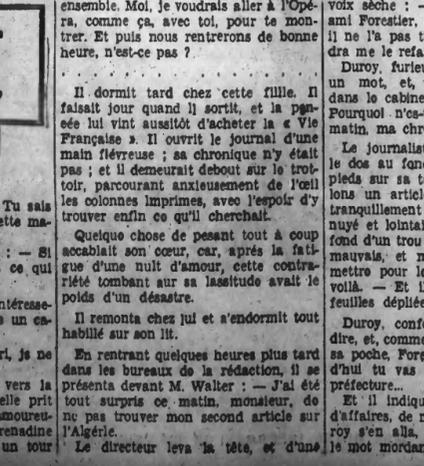 ensemble. Moi, je voudrais aller à l'Opé-
ra, comme ça, avec toi, pour te mon-
trer. Et puis nous rentrerons de bonne
heure, n'est-ce pas ?
Il dormit tard chez cette fille. Il
faisait jour quand il sortit, et la pen-
sée lui vint aussitôt d'acheter la « Vie
Française ». Il ouvrit le journal d'une
main fiévreuse ; sa chronique n'y était
pas ; et il demeurait debout sur le trot-
toir, parcourant anxieusement de l'œil
les colonnes imprimes, avec l'espoir d'y
trouver enfin ce qu'il cherchait.
Quelque chose de pesant tout à coup
accablait son cœur, car, après la fati-
gue d'une nuit d'amour, cette contra-
riété tombant sur sa lassitude avait le
poids d'un désastre.
Il remonta chez lui et s'endormit tout
habillé sur son lit.
En rentrant quelques heures plus tard
dans les bureaux de la rédaction, il se
présenta devant M. Walter : — J'ai été
tout surpris ce matin, monsieur, de
ne pas trouver mon second article sur
l'Algérie.
Le directeur leva la tête, et d'une
Tu sais
ette ma-
: — Si
ce qui
ntéresse-
s un ca-
ri, je ne
vers la
elle prit
amoureu-
renadine
un tour
voix sèche : —
ami Forestier,
il ne l'a pas t
dra me le refa
Duroy, furieu
un mot, et,
dans le cabine
Pourquoi n'es-
matin, ma chr
Le journalist
le dos au fond
pieds sur sa t
lons un articl
tranquillement
nuyé et lointai
fond d'un trou
mauvais, et m
mettre pour le
voilà. — Et il
feuilles dépliée
Duroy, confo
dire, et, comme
sa poche, Fore
d'hui tu vas
préfecture...
Et il indiqu
d'affaires, de n
roy s'en alla,
le mot mordan